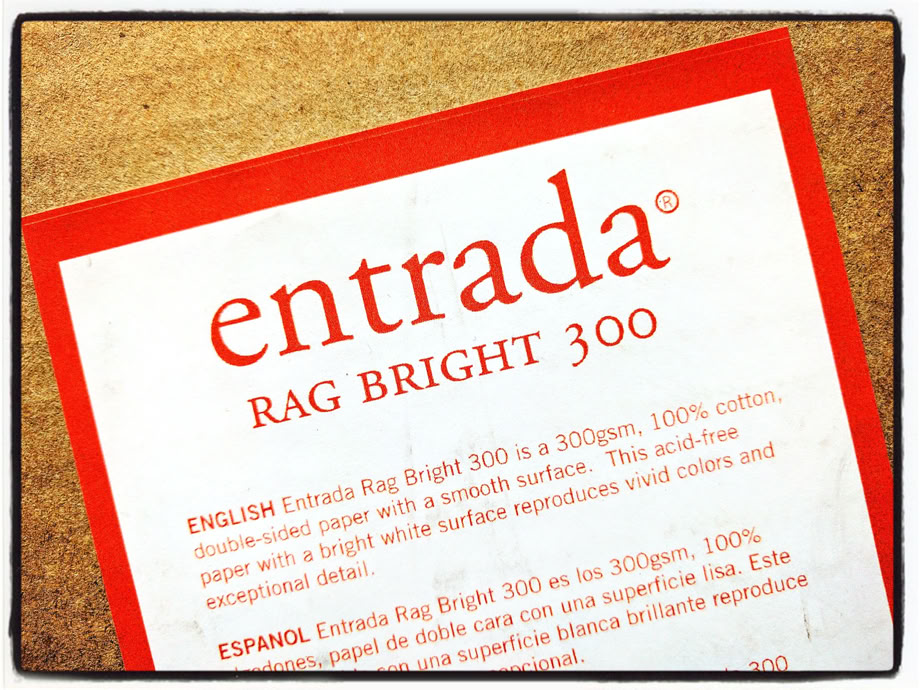 entrada®
RAG BRIGHT 300
ENGLISH Entrada Rag Bright 300 is a 300gsm, 100% cotton,
double-sided paper with a smooth surface. This acid-free
paper with a bright white surface reproduces vivid colors and
exceptional detail.
ESPANOL Entrada Rag Bright 300 es los 300gsm, 100%
papel de doble cara con una superficie lisa. Este
con una superficie blanca brillante reproduce
300